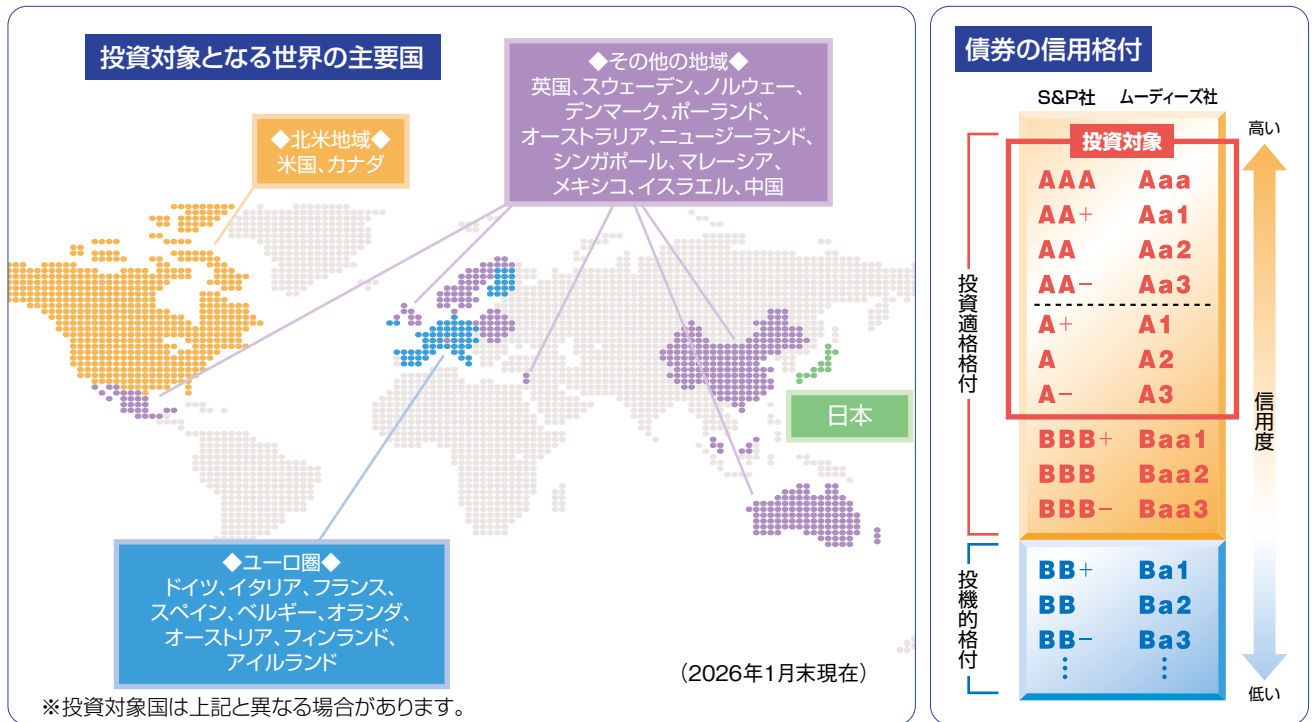 投資対象となる世界の主要国
◆北米地域◆
米国、カナダ
◆その他の地域◆
英国、スウェーデン、ノルウェー、
デンマーク、ポーランド、
オーストラリア、ニュージーランド、
シンガポール、マレーシア、
メキシコ、イスラエル、中国
日本
◆ユーロ圏◆
ドイツ、イタリア、フランス、
スペイン、ベルギー、オランダ、
オーストリア、フィンランド、
アイルランド
(2026年1月末現在)
※投資対象国は上記と異なる場合があります。
債券の信用格付
S&P社 ムーディーズ社
投資対象
AAA Aaa
AA+ Aa1
AA Aa2
AA− Aa3
A+ A1
A A2
A− A3
BBB+ Baa1
BBB Baa2
BBB− Baa3
BB+ Ba1
BB Ba2
BB− Ba3
⋮ ⋮
投資適格格付
投機的格付
高い
信用度
低い